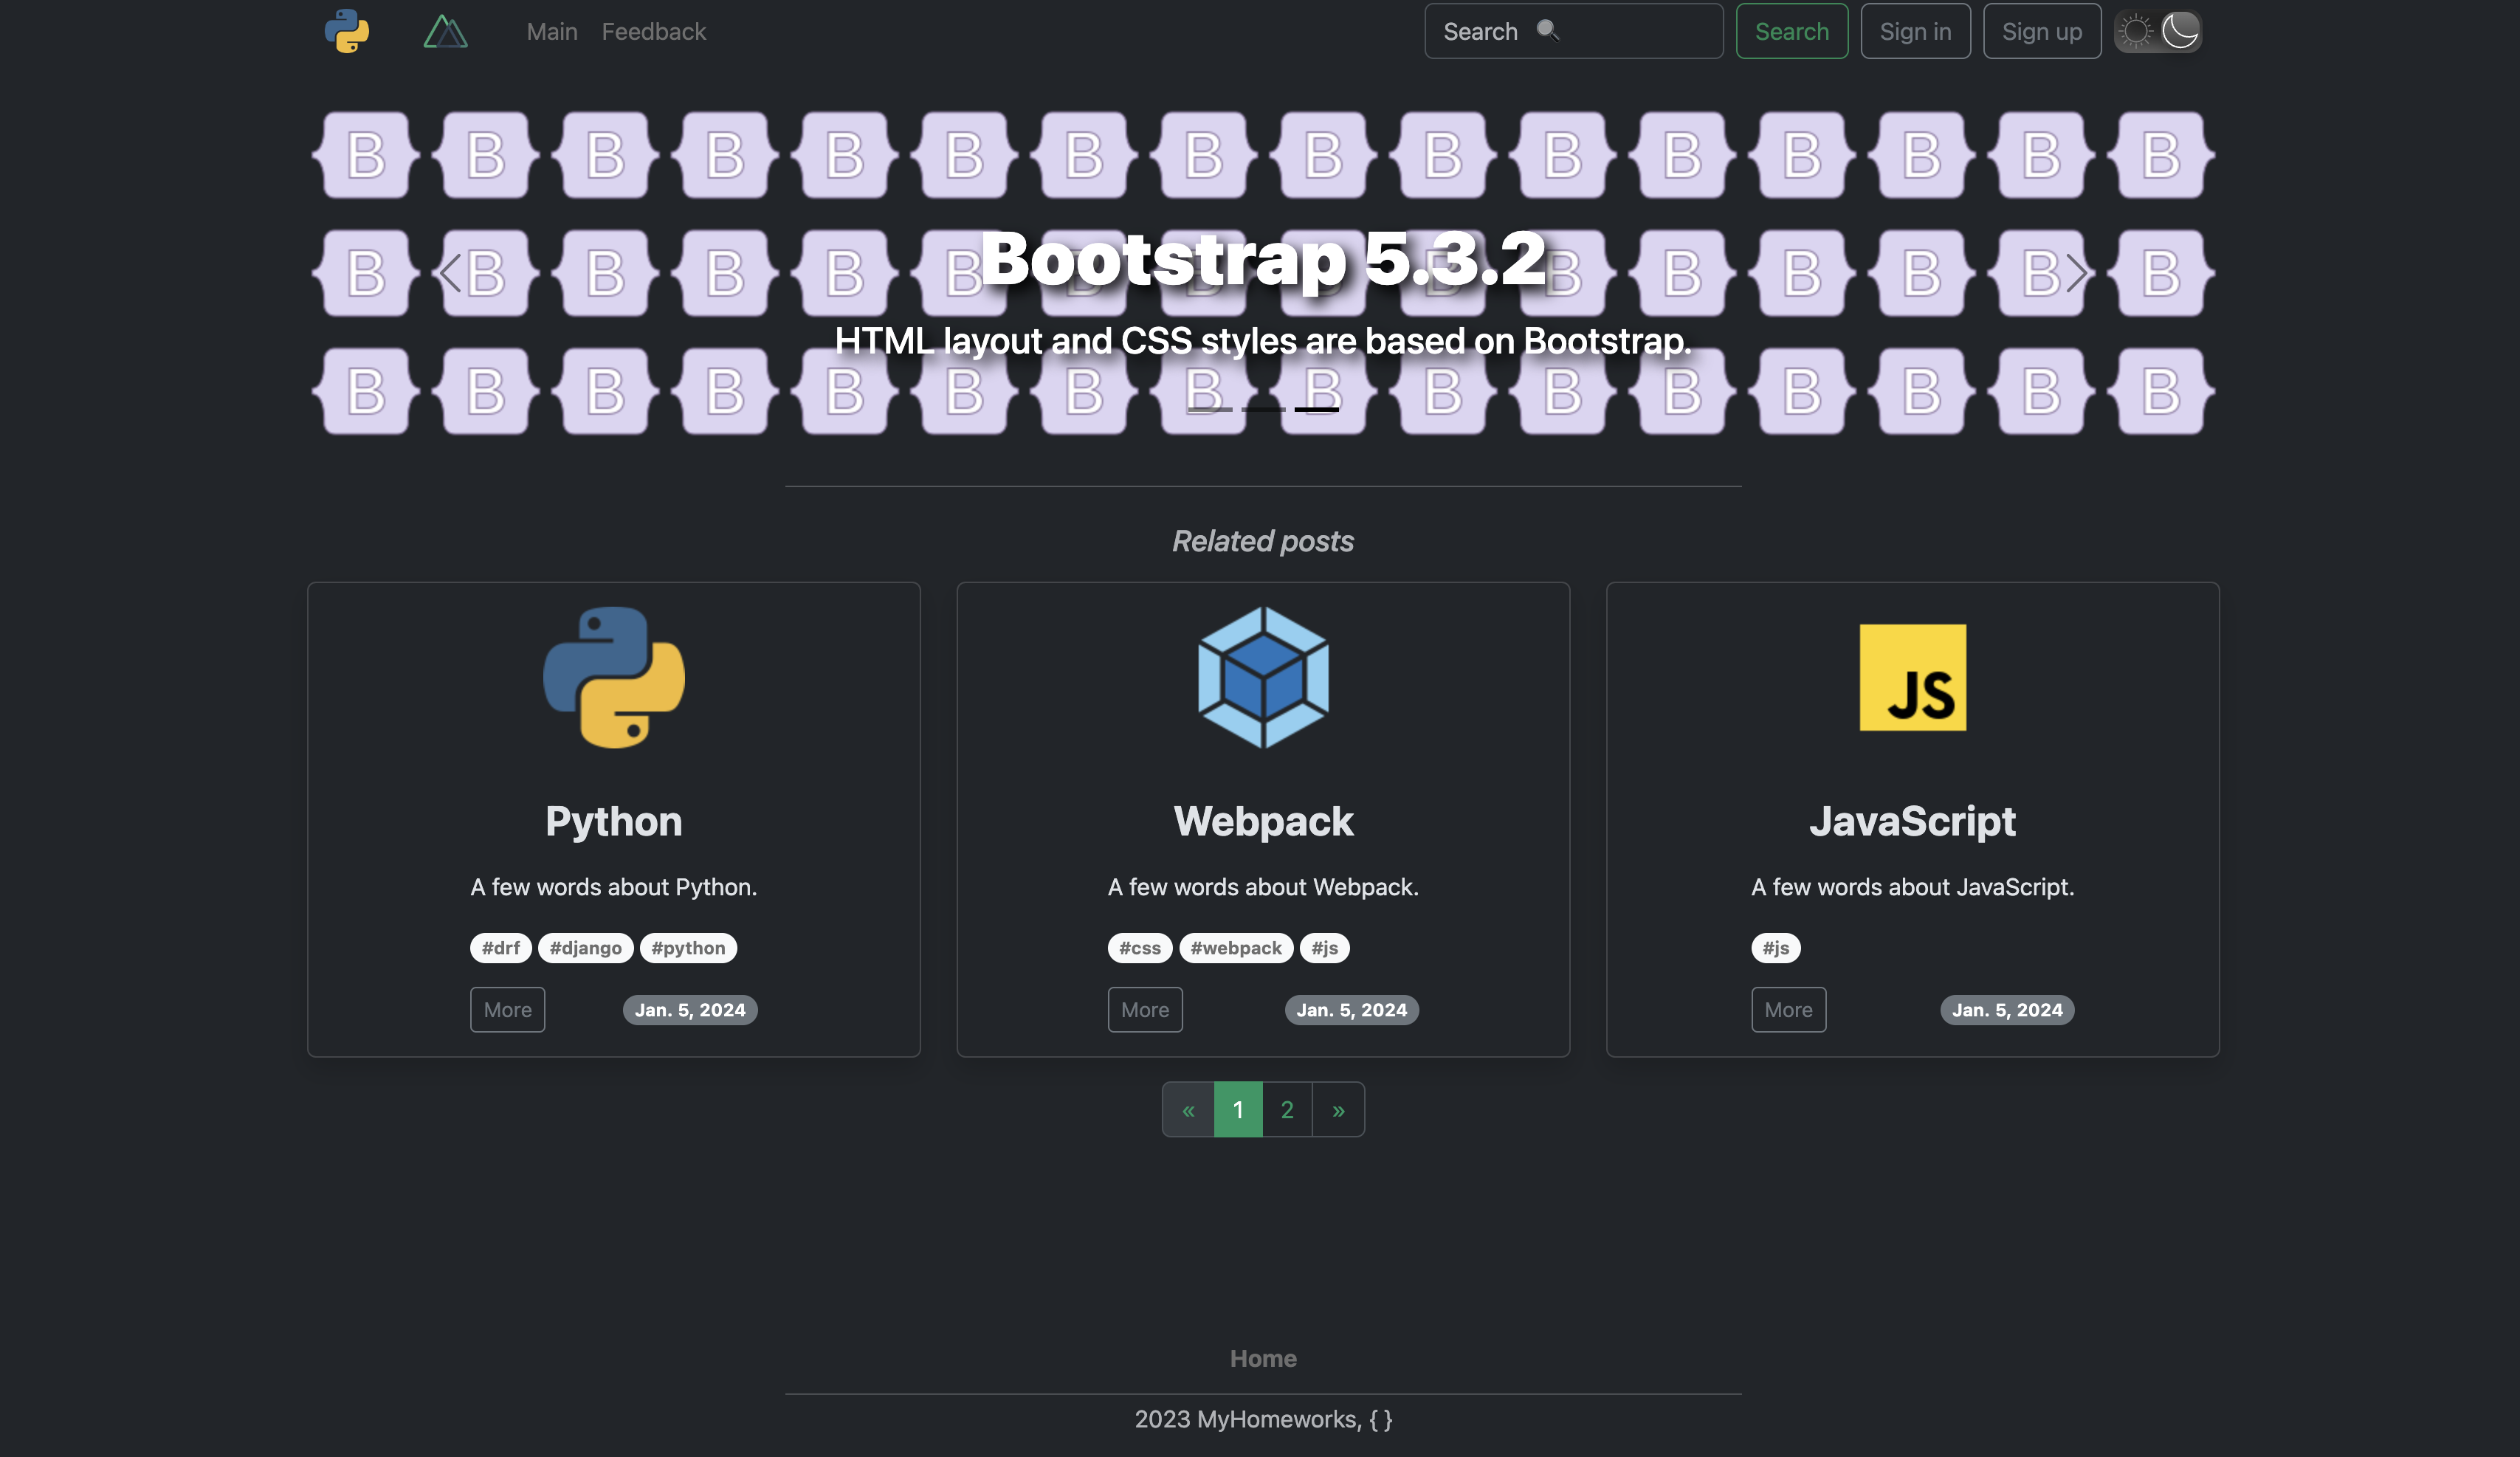 Main Feedback Search Search Sign in Sign up
B B B B B B B B B B B B B B B B
B B B B B B B B B B B B B B B B
Bootstrap 5.3.2
HTML layout and CSS styles are based on Bootstrap.
B B B B B B B B B B B B B B B B
Related posts
JS
Python
A few words about Python.
#drf #django #python
More Jan. 5, 2024
Webpack
A few words about Webpack.
#css #webpack #js
More Jan. 5, 2024
JavaScript
A few words about JavaScript.
#js
More Jan. 5, 2024
« 1 2 »
Home
2023 MyHomeworks, { }